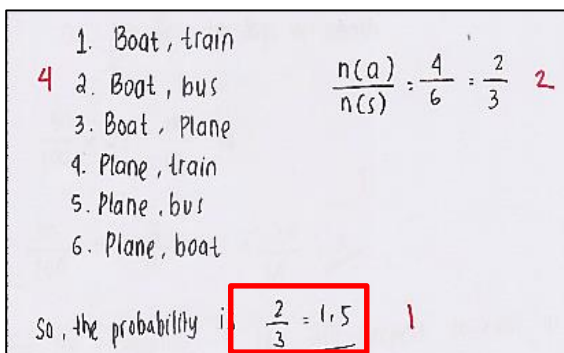 1. Boat, train
4 2. Boat, bus
3. Boat, Plane
4. Plane, train
5. Plane, bus
6. Plane, boat
n(a)/n(s) = 4/6 = 2/3 2
So, the probability i. 2/3 = 1,5 1